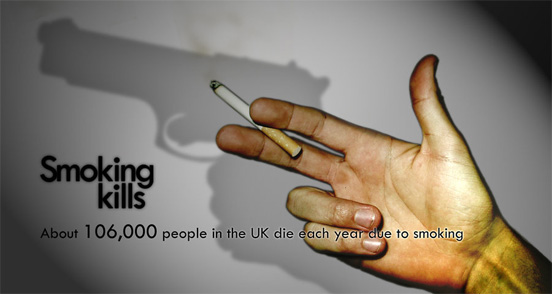 Smoking
kills
About 106,000 people in the UK die each year due to smoking